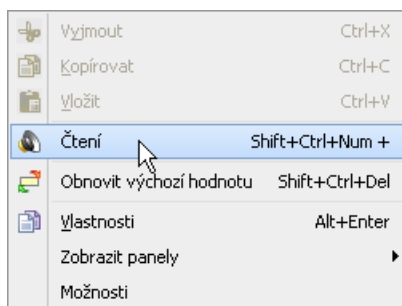 Vyjmout Ctrl+X
Kopírovat Ctrl+C
Vložit Ctrl+V
Čtení Shift+Ctrl+Num +
Obnovit výchozí hodnotu Shift+Ctrl+Del
Vlastnosti Alt+Enter
Zobrazit panely
Možnosti